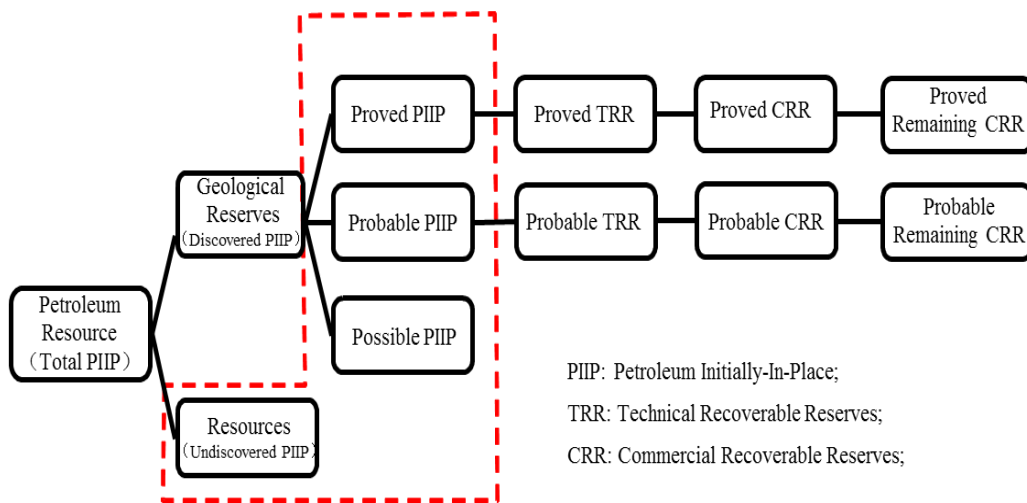 Petroleum
Resource
（Total PIIP）
Geological
Reserves
(Discovered PIIP)
Resources
(Undiscovered PIIP)
Proved PIIP
Proved TRR
Proved CRR
Proved
Remaining CRR
Probable PIIP
Probable TRR
Probable CRR
Probable
Remaining CRR
Possible PIIP
PIIP: Petroleum Initially-In-Place;
TRR: Technical Recoverable Reserves;
CRR: Commercial Recoverable Reserves;